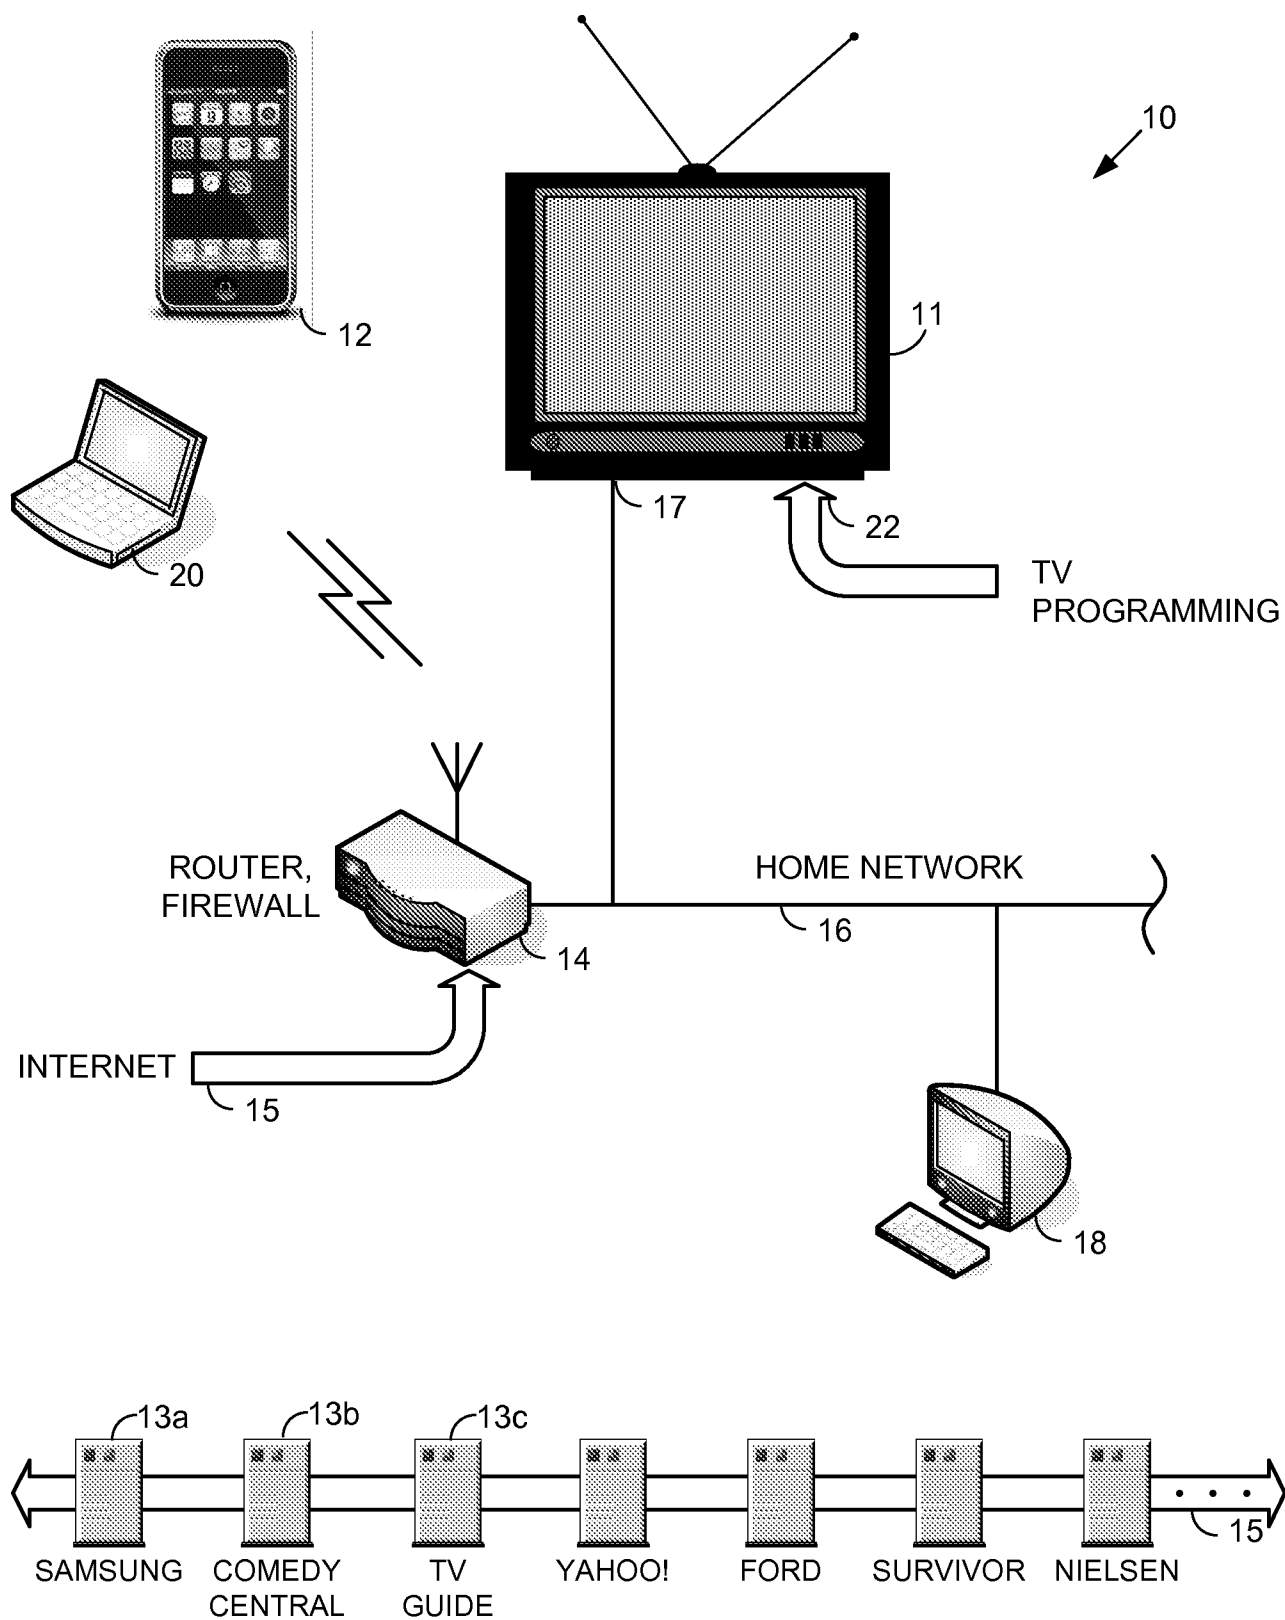 10
11
12
17
22
20
TV
PROGRAMMING
ROUTER,
FIREWALL
HOME NETWORK
16
14
INTERNET
15
18
13a
13b
13c
15
SAMSUNG
COMEDY
CENTRAL
TV
GUIDE
YAHOO!
FORD
SURVIVOR
NIELSEN